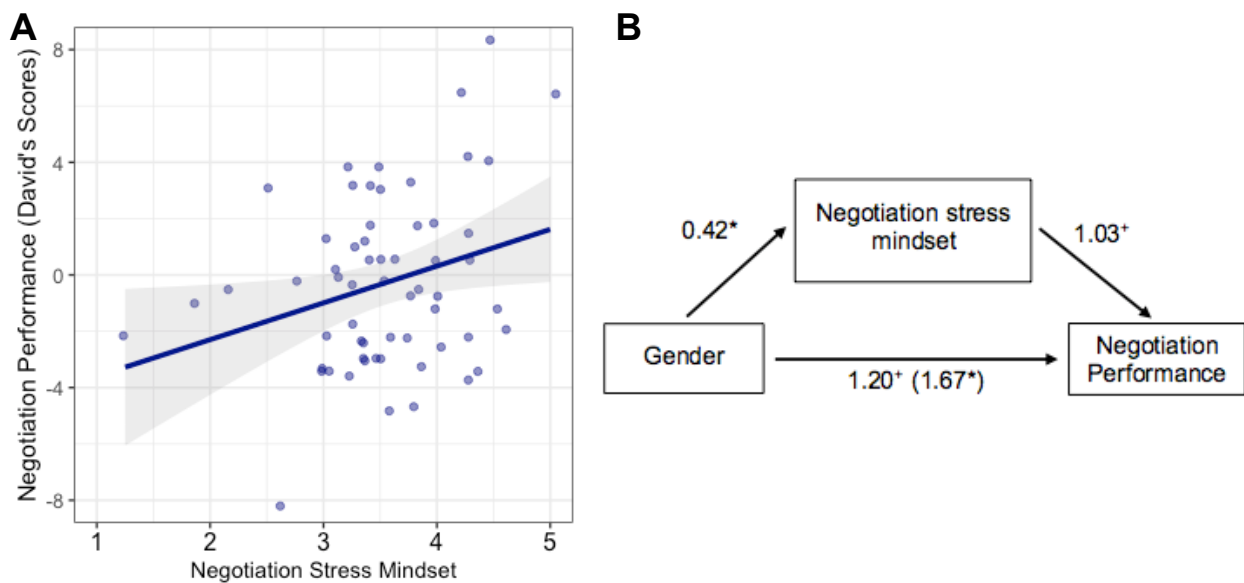 A
B
Negotiation Performance (David's Scores)
8
4
0
-4
-8
1 2 3 4 5
Negotiation Stress Mindset
Negotiation stress
mindset
0.42*
1.03⁺
Gender
Negotiation
Performance
1.20⁺ (1.67*)